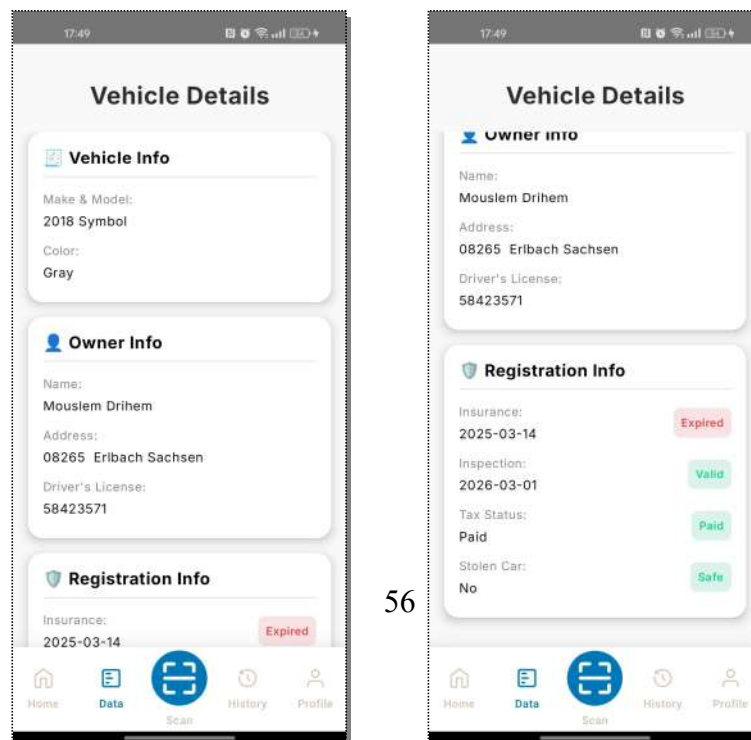 17:49
Vehicle Details
Vehicle Info
Make & Model:
2018 Symbol
Color:
Gray
Owner Info
Name:
Mouslem Drihem
Address:
08265 Erlbach Sachsen
Driver's License:
58423571
Registration Info
Insurance:
2025-03-14
Expired
Home
Data
Scan
History
Profile
56
17:49
Vehicle Details
Owner Info
Name:
Mouslem Drihem
Address:
08265 Erlbach Sachsen
Driver's License:
58423571
Registration Info
Insurance:
2025-03-14
Expired
Inspection:
2026-03-01
Valid
Tax Status:
Paid
Paid
Stolen Car:
No
Safe
Home
Data
Scan
History
Profile